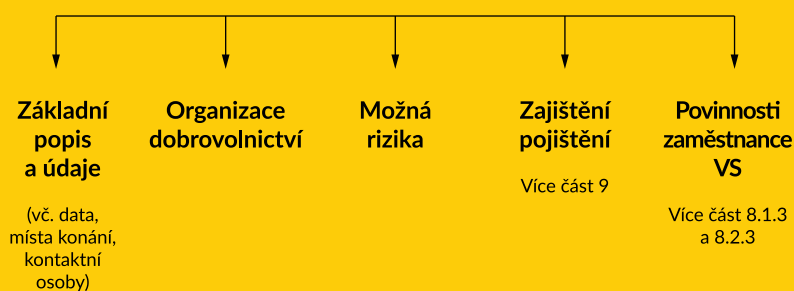 Základní
popis
a údaje
(vč. data,
místa konání,
kontaktní
osoby)
Organizace
dobrovolnictví
Možná
rizika
Zajištění
pojištění
Více část 9
Povinnosti
zaměstnance
VS
Více část 8.1.3
a 8.2.3